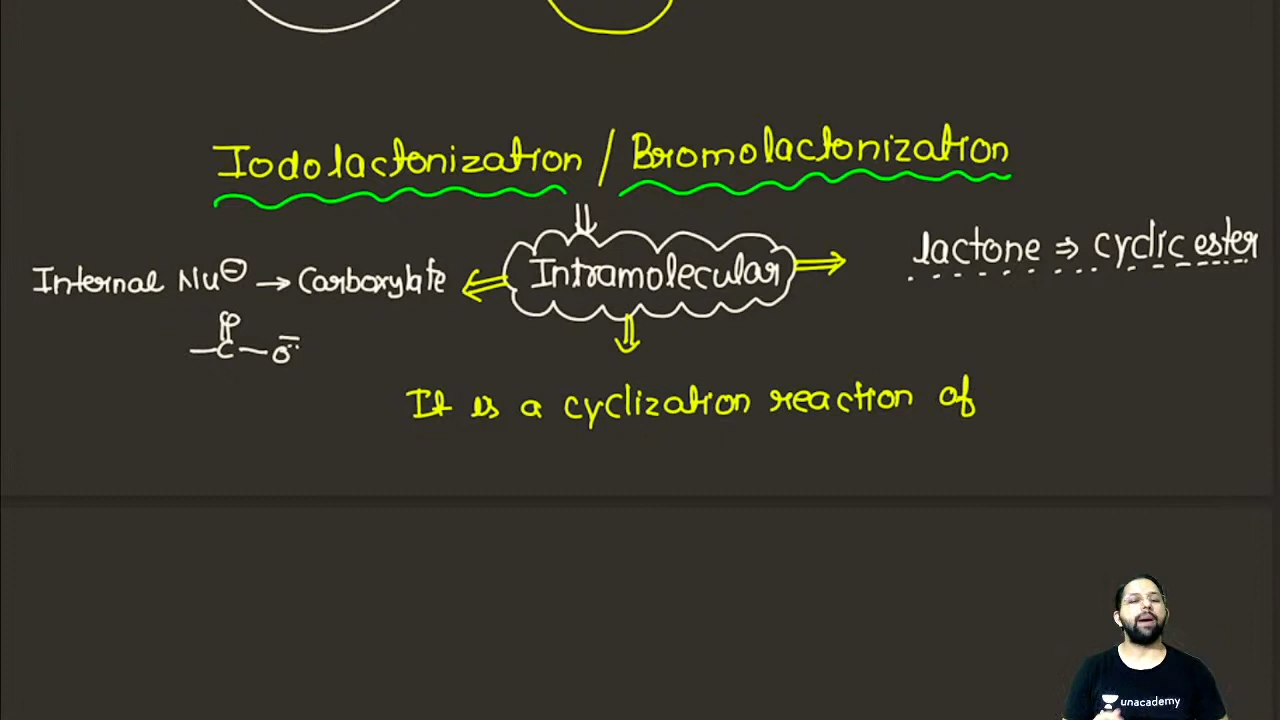 Iodolactonization / Bromolactonization
lactone ⇒ cyclic ester
Internal Nu⊖ → Carboxylate
Intramolecular
O
C O
It is a cyclization reaction of
unacademy